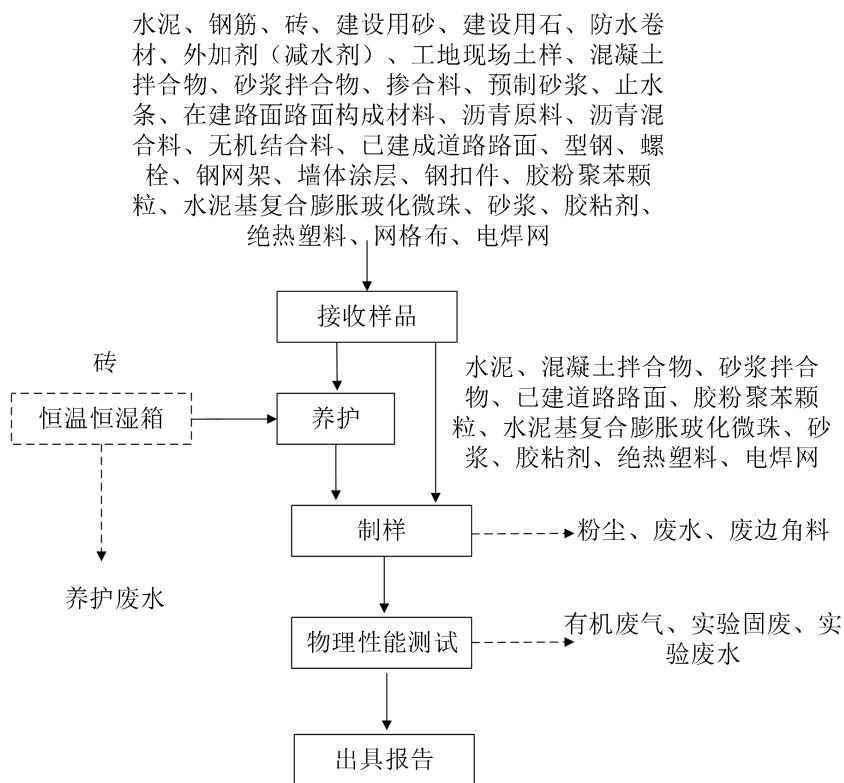 水泥、钢筋、砖、建设用砂、建设用石、防水卷
材、外加剂（减水剂）、工地现场土样、混凝土
拌合物、砂浆拌合物、掺合料、预制砂浆、止水
条、在建路面路面构成材料、沥青原料、沥青混
合料、无机结合料、已建成道路路面、型钢、螺
栓、钢网架、墙体涂层、钢扣件、胶粉聚苯颗
粒、水泥基复合膨胀玻化微珠、砂浆、胶粘剂、
绝热塑料、网格布、电焊网
接收样品
砖
恒温恒湿箱
养护
水泥、混凝土拌合物、砂浆拌合
物、已建道路路面、胶粉聚苯颗
粒、水泥基复合膨胀玻化微珠、砂
浆、胶粘剂、绝热塑料、电焊网
制样
粉尘、废水、废边角料
养护废水
物理性能测试
有机废气、实验固废、实
验废水
出具报告